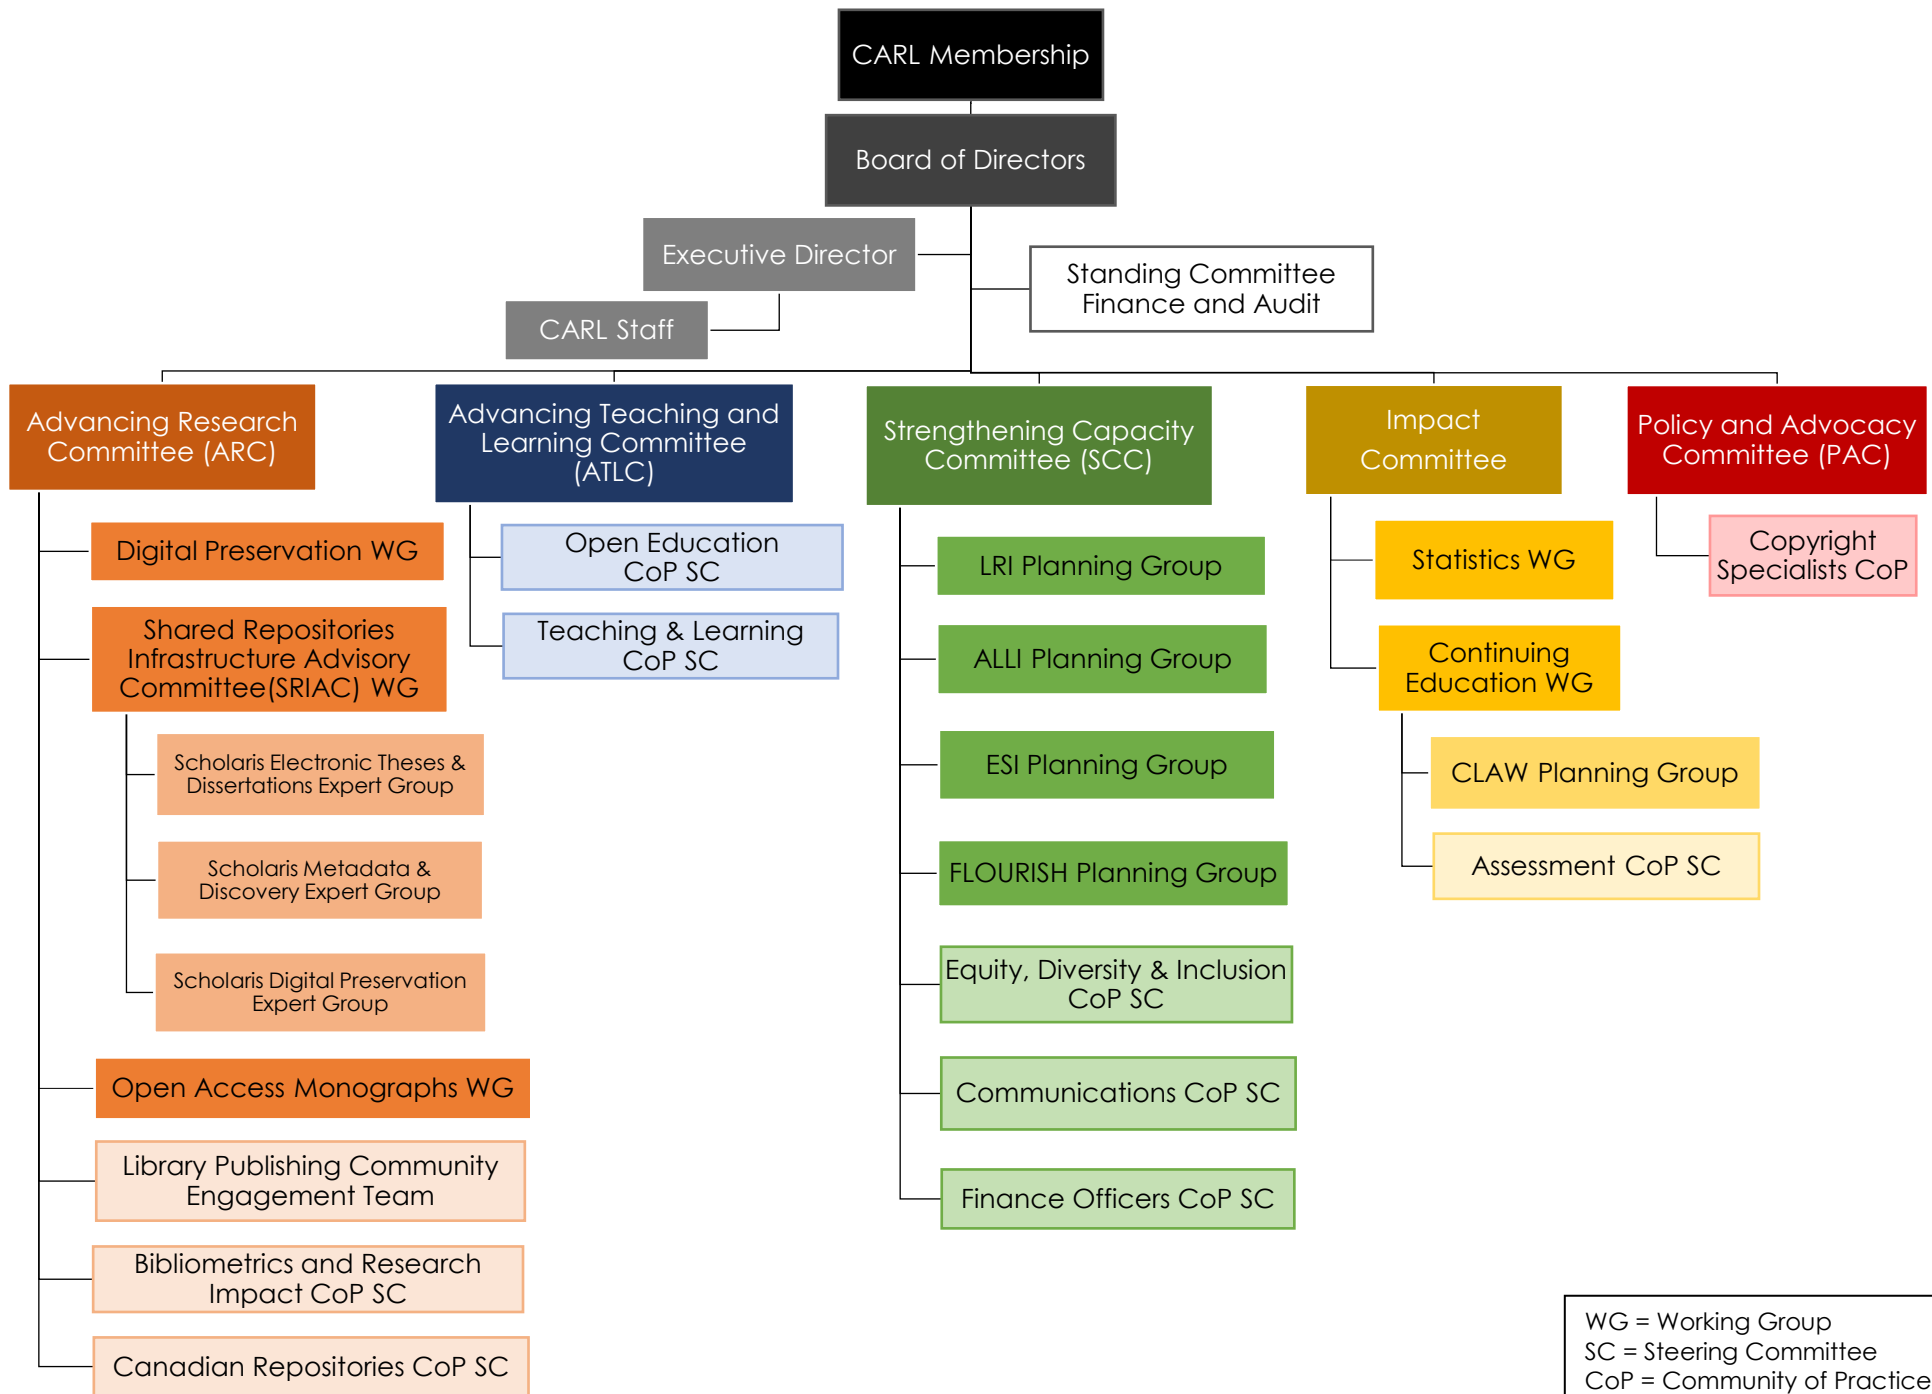 CARL Membership
Board of Directors
Executive Director
Standing Committee
Finance and Audit
CARL Staff
Advancing Research
Committee (ARC)
Advancing Teaching and
Learning Committee
(ATLC)
Strengthening Capacity
Committee (SCC)
Impact
Committee
Policy and Advocacy
Committee (PAC)
Digital Preservation WG
Shared Repositories
Infrastructure Advisory
Committee(SRIAC) WG
Scholaris Electronic Theses &
Dissertations Expert Group
Scholaris Metadata &
Discovery Expert Group
Scholaris Digital Preservation
Expert Group
Open Access Monographs WG
Library Publishing Community
Engagement Team
Bibliometrics and Research
Impact CoP SC
Canadian Repositories CoP SC
Open Education
CoP SC
Teaching & Learning
CoP SC
LRI Planning Group
ALLI Planning Group
ESI Planning Group
FLOURISH Planning Group
Equity, Diversity & Inclusion
CoP SC
Communications CoP SC
Finance Officers CoP SC
Statistics WG
Continuing
Education WG
CLAW Planning Group
Assessment CoP SC
Copyright
Specialists CoP
WG = Working Group
SC = Steering Committee
CoP = Community of Practice